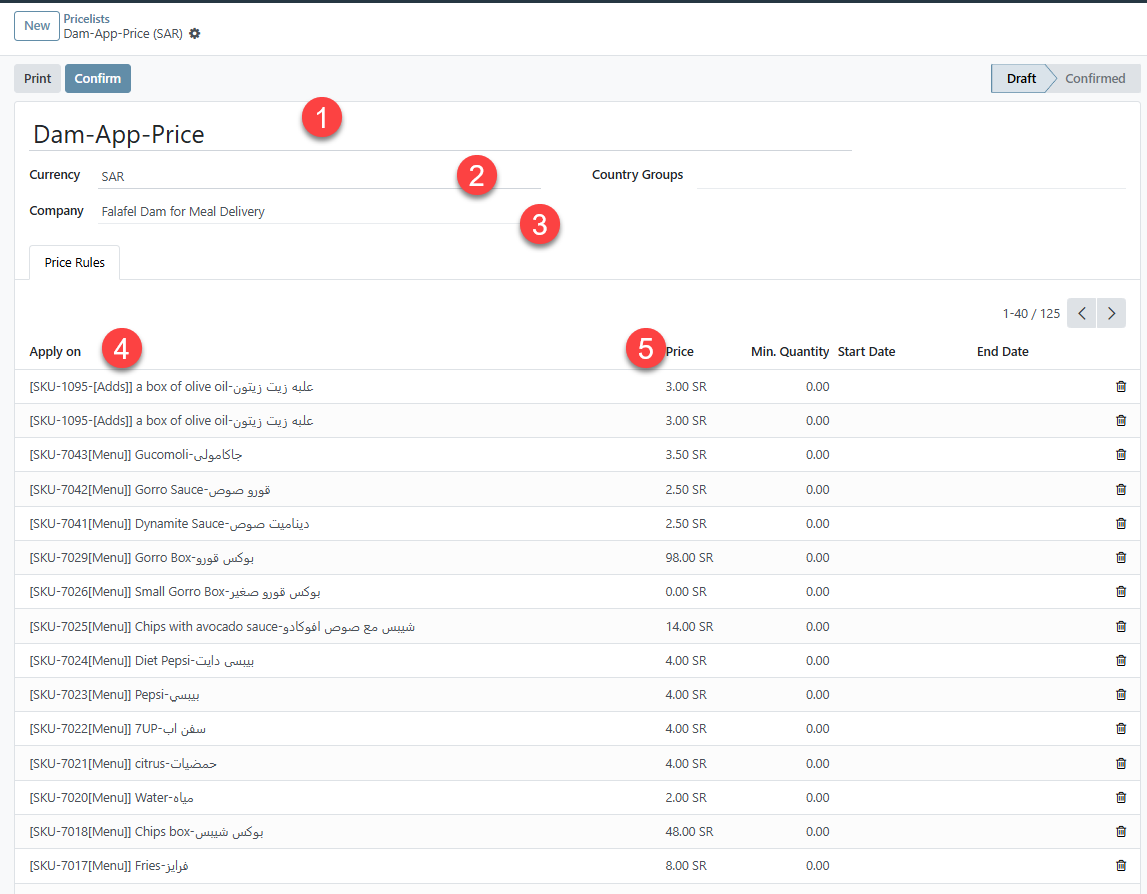 New
Pricelists
Dam-App-Price (SAR)
Print
Confirm
Draft
Confirmed
1
Dam-App-Price
Currency SAR 2 Country Groups
Company Falafel Dam for Meal Delivery 3
Price Rules
1-40 / 125
Apply on 4 5 Price Min. Quantity Start Date End Date
[SKU-1095-[Adds]] a box of olive oil-علبه زيت زيتون 3.00 SR 0.00
[SKU-1095-[Adds]] a box of olive oil-علبه زيت زيتون 3.00 SR 0.00
[SKU-7043[Menu]] Gucomoli-جاكامولى 3.50 SR 0.00
[SKU-7042[Menu]] Gorro Sauce-قورو صوص 2.50 SR 0.00
[SKU-7041[Menu]] Dynamite Sauce-ديناميت صوص 2.50 SR 0.00
[SKU-7029[Menu]] Gorro Box-بوكس قورو 98.00 SR 0.00
[SKU-7026[Menu]] Small Gorro Box-بوكس قورو صغير 0.00 SR 0.00
[SKU-7025[Menu]] Chips with avocado sauce-شيبس مع صوص افوكادو 14.00 SR 0.00
[SKU-7024[Menu]] Diet Pepsi-بيبسى دايت 4.00 SR 0.00
[SKU-7023[Menu]] Pepsi-بيبسي 4.00 SR 0.00
[SKU-7022[Menu]] 7UP-سفن اب 4.00 SR 0.00
[SKU-7021[Menu]] citrus-حمضيات 4.00 SR 0.00
[SKU-7020[Menu]] Water-مياه 2.00 SR 0.00
[SKU-7018[Menu]] Chips box-بوكس شيبس 48.00 SR 0.00
[SKU-7017[Menu]] Fries-فرايز 8.00 SR 0.00